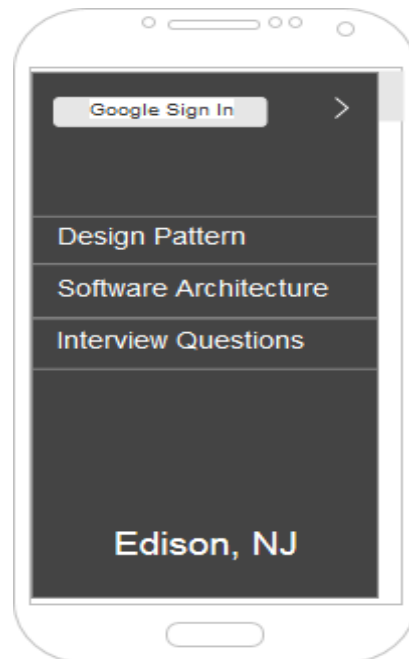 Google Sign In
Design Pattern
Software Architecture
Interview Questions
Edison, NJ